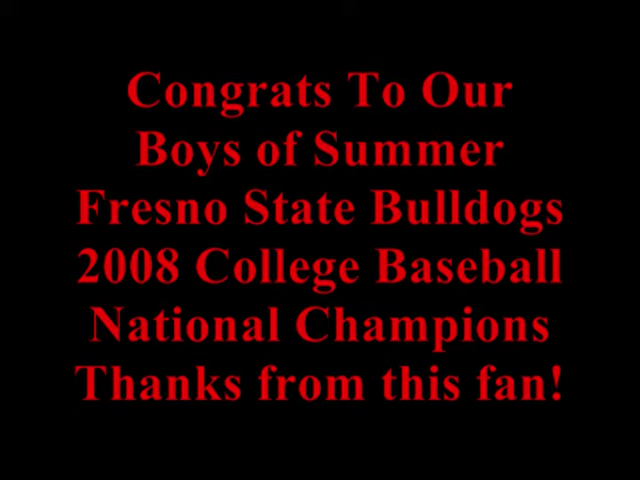 Congrats To Our
Boys of Summer
Fresno State Bulldogs
2008 College Baseball
National Champions
Thanks from this fan!